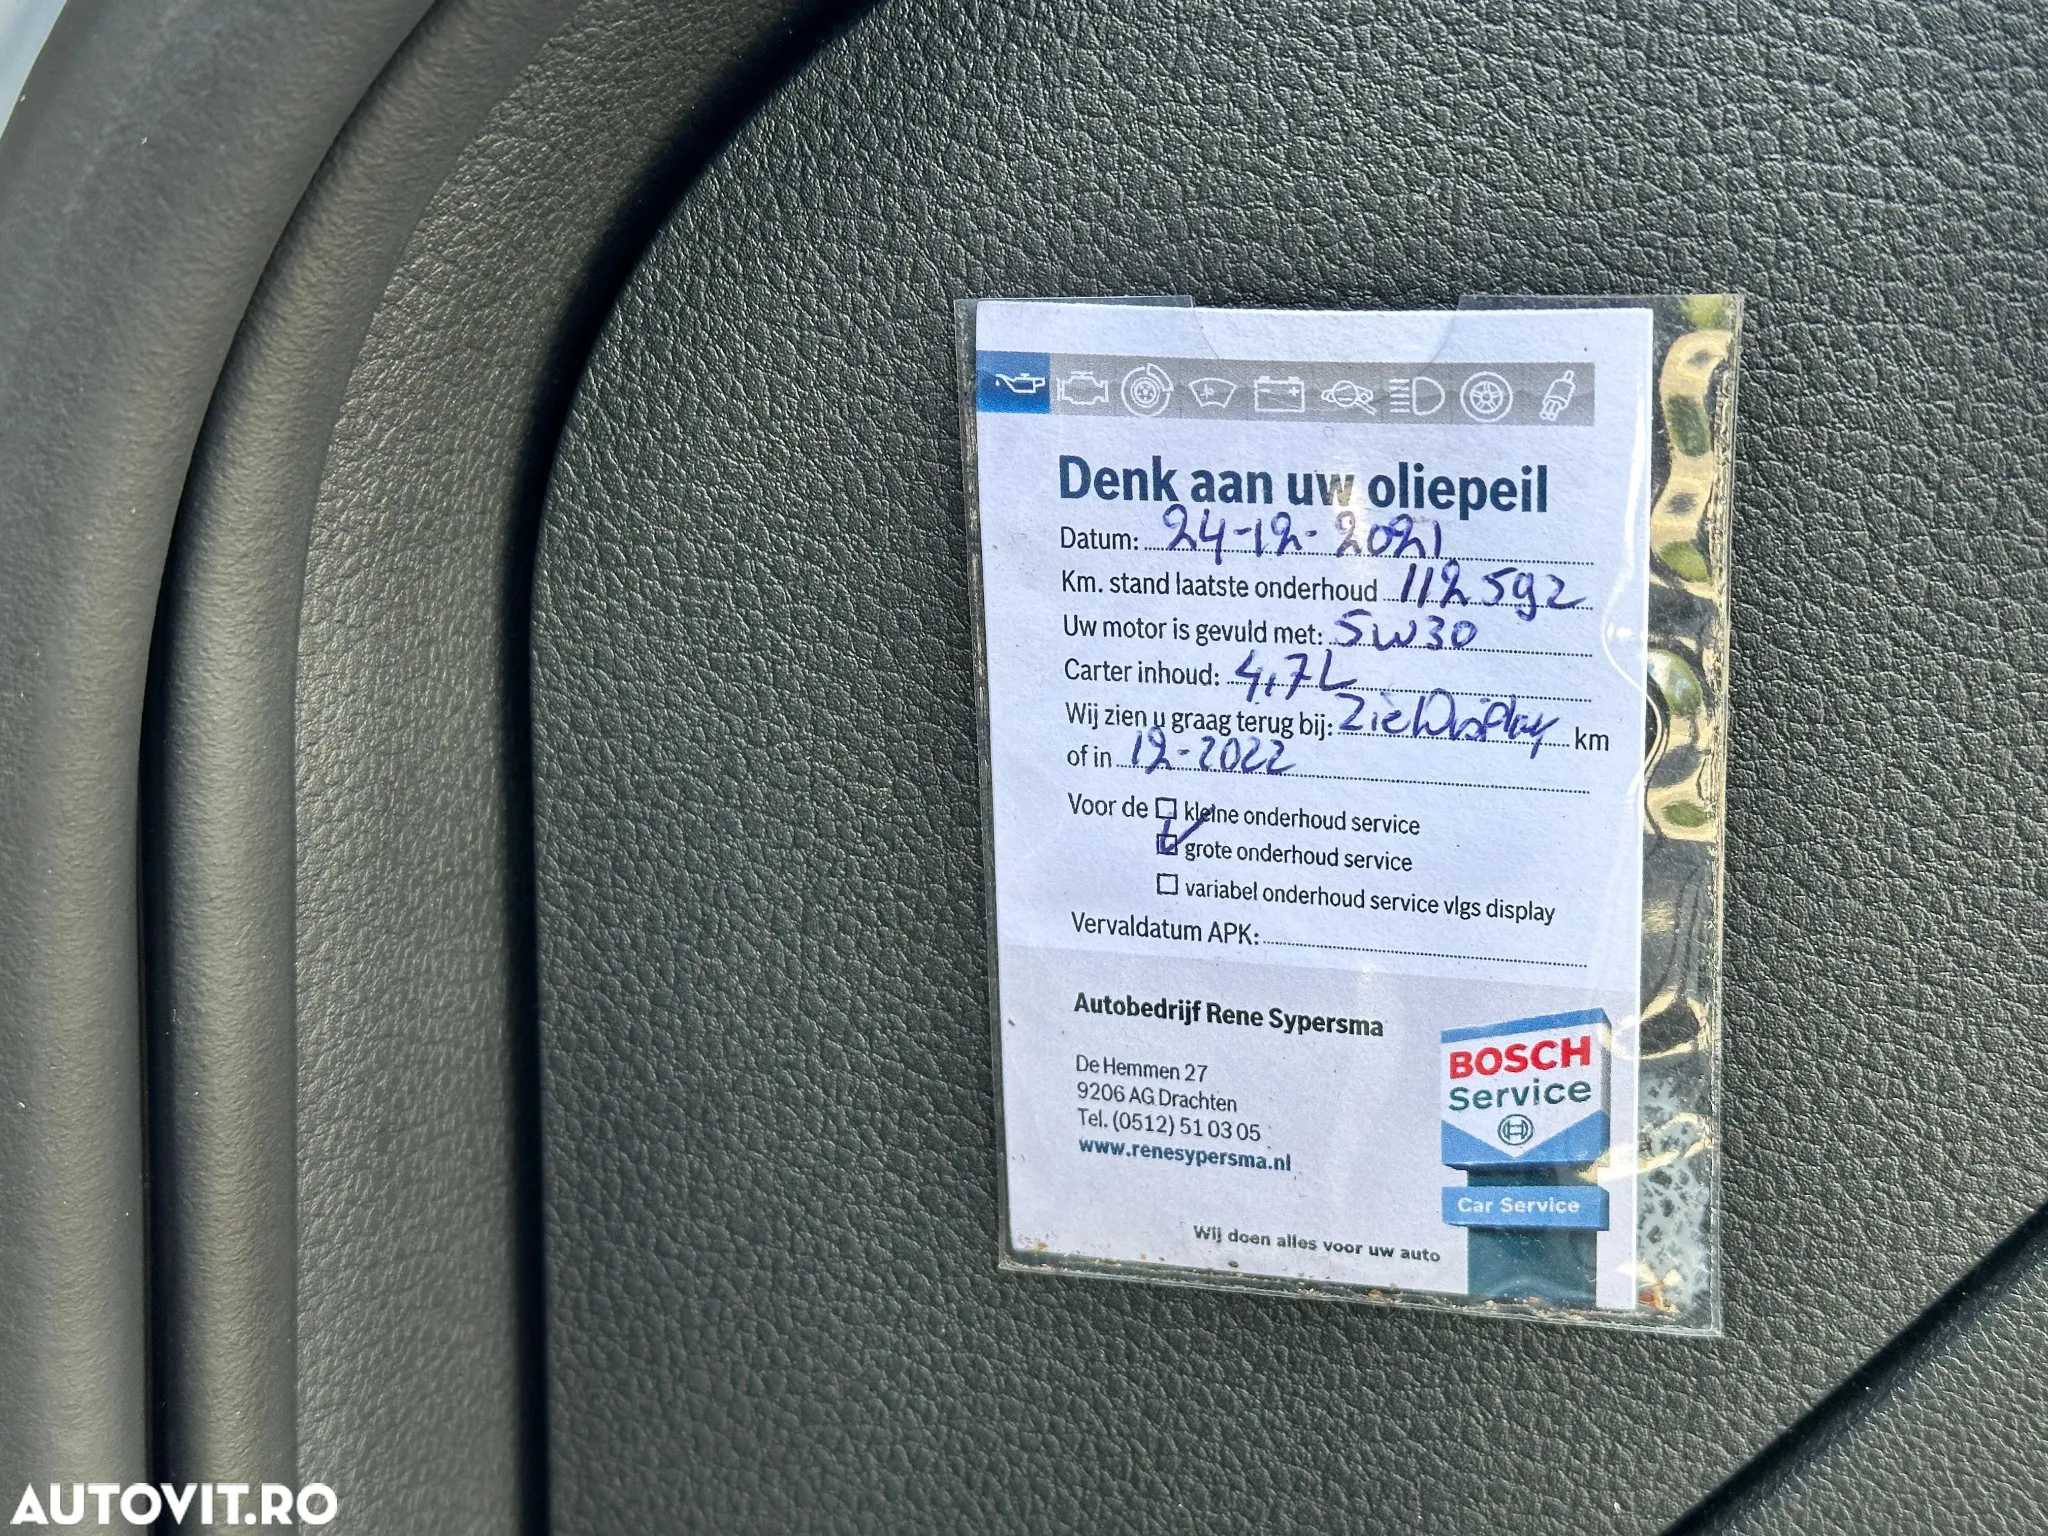 Denk aan uw oliepeil
Datum: 24-12-2021
Km. stand laatste onderhoud 112592
Uw motor is gevuld met: 5W30
Carter inhoud: 4,7L
Wij zien u graag terug bij: Zie Display km
of in 12-2022
Voor de kleine onderhoud service
grote onderhoud service
variabel onderhoud service vlgs display
Vervaldatum APK:
Autobedrijf Rene Sypersma
De Hemmen 27
9206 AG Drachten
Tel. (0512) 51 03 05
www.renesypersma.nl
BOSCH
Service
Car Service
Wij doen alles voor uw auto
AUTOVIT.RO